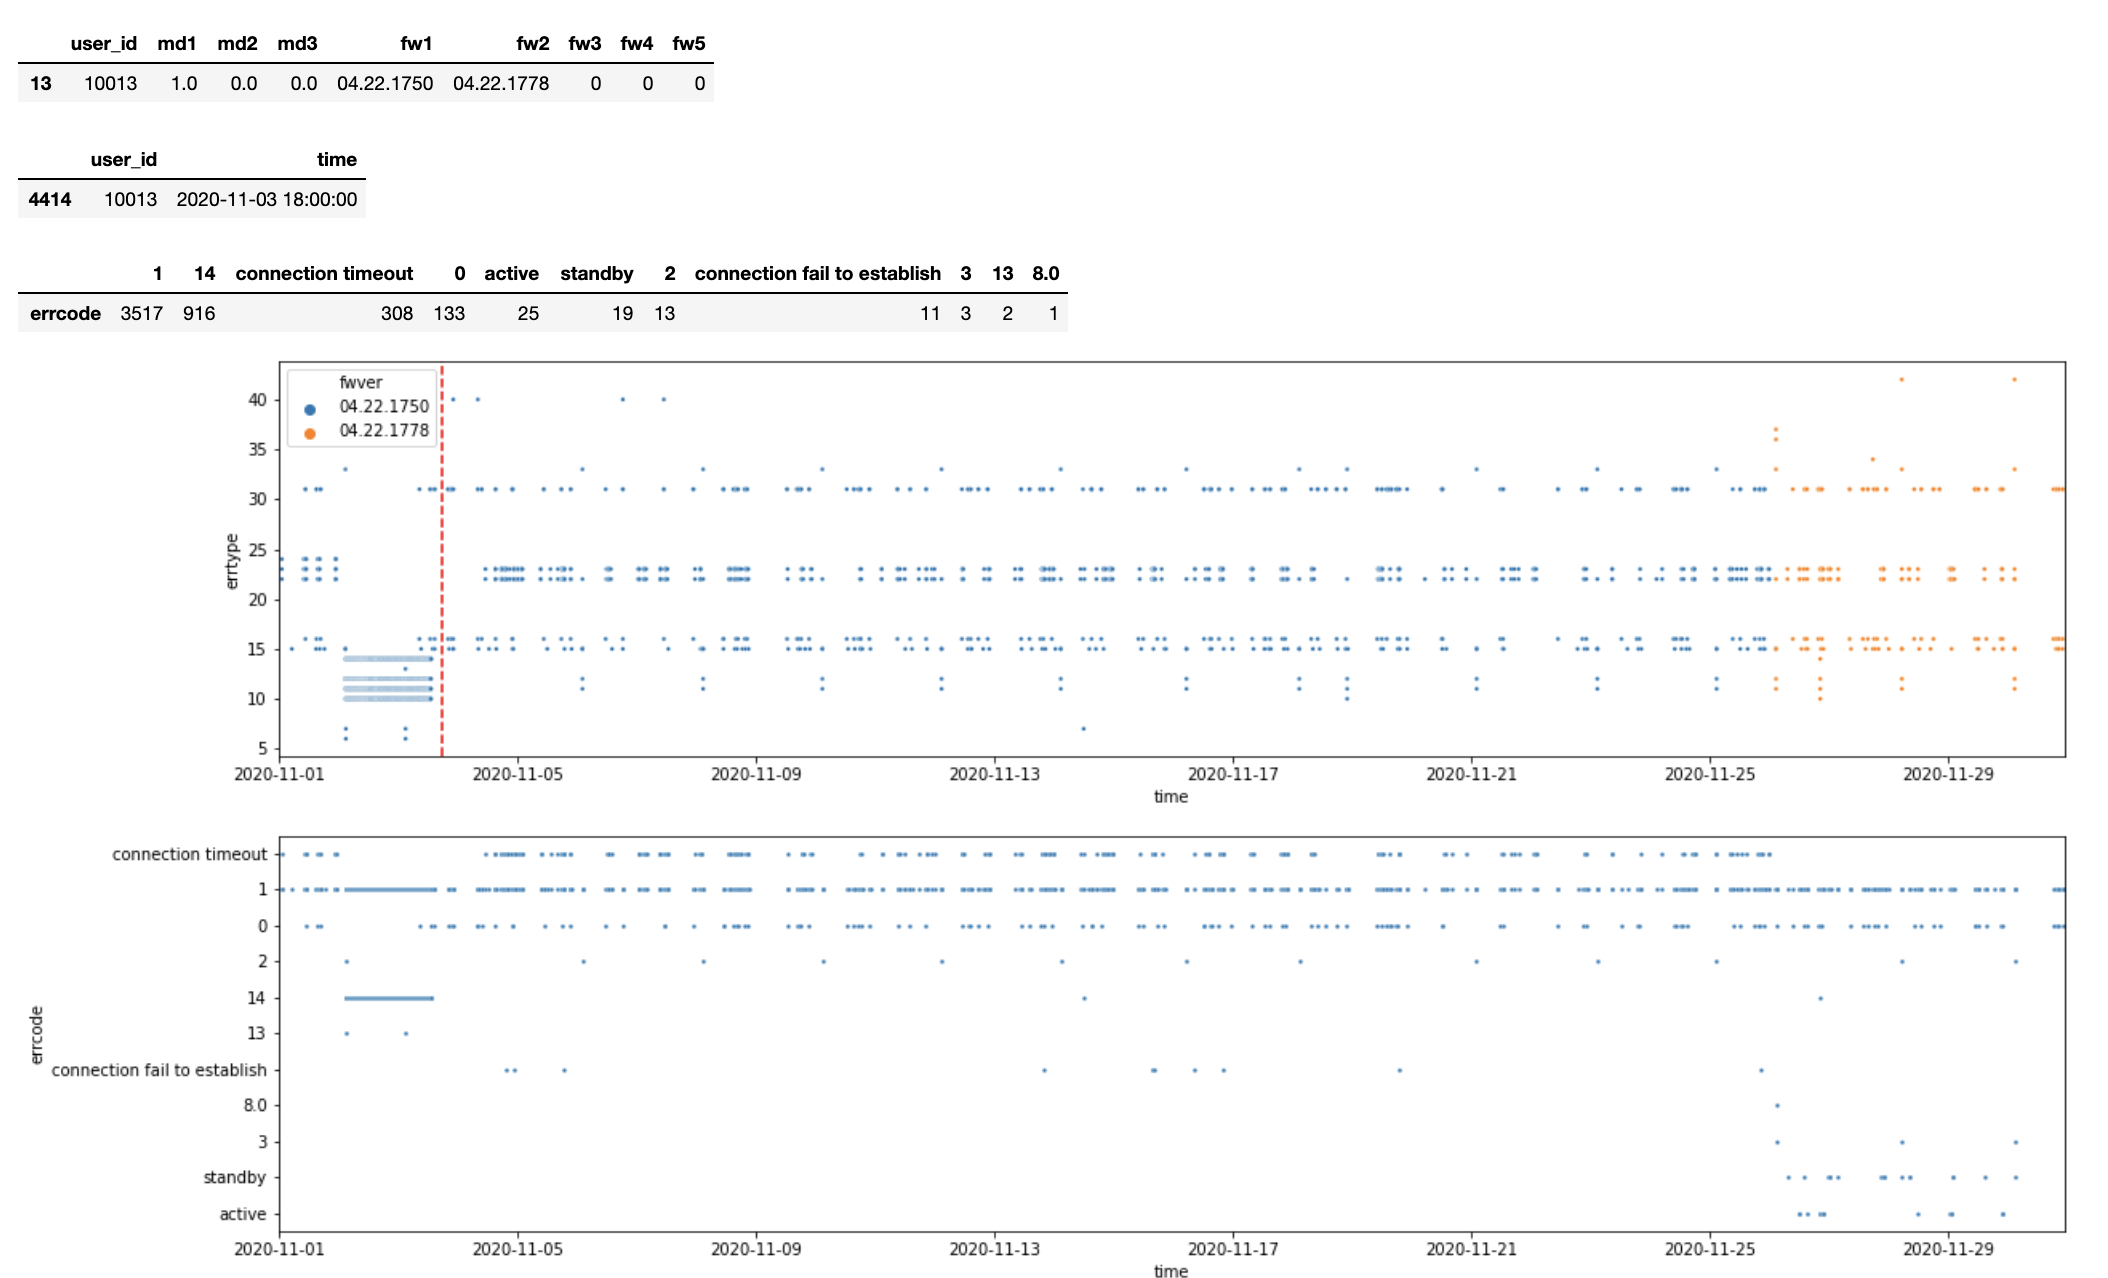 user_id md1 md2 md3 fw1 fw2 fw3 fw4 fw5
13 10013 1.0 0.0 0.0 04.22.1750 04.22.1778 0 0 0
user_id time
4414 10013 2020-11-03 18:00:00
1 14 connection timeout 0 active standby 2 connection fail to establish 3 13 8.0
errcode 3517 916 308 133 25 19 13 11 3 2 1
fwver
04.22.1750
04.22.1778
40
35
30
25
20
15
10
5
errtype
2020-11-01 2020-11-05 2020-11-09 2020-11-13 2020-11-17 2020-11-21 2020-11-25 2020-11-29
time
connection timeout
1
0
2
14
13
connection fail to establish
8.0
3
standby
active
errcode
2020-11-01 2020-11-05 2020-11-09 2020-11-13 2020-11-17 2020-11-21 2020-11-25 2020-11-29
time